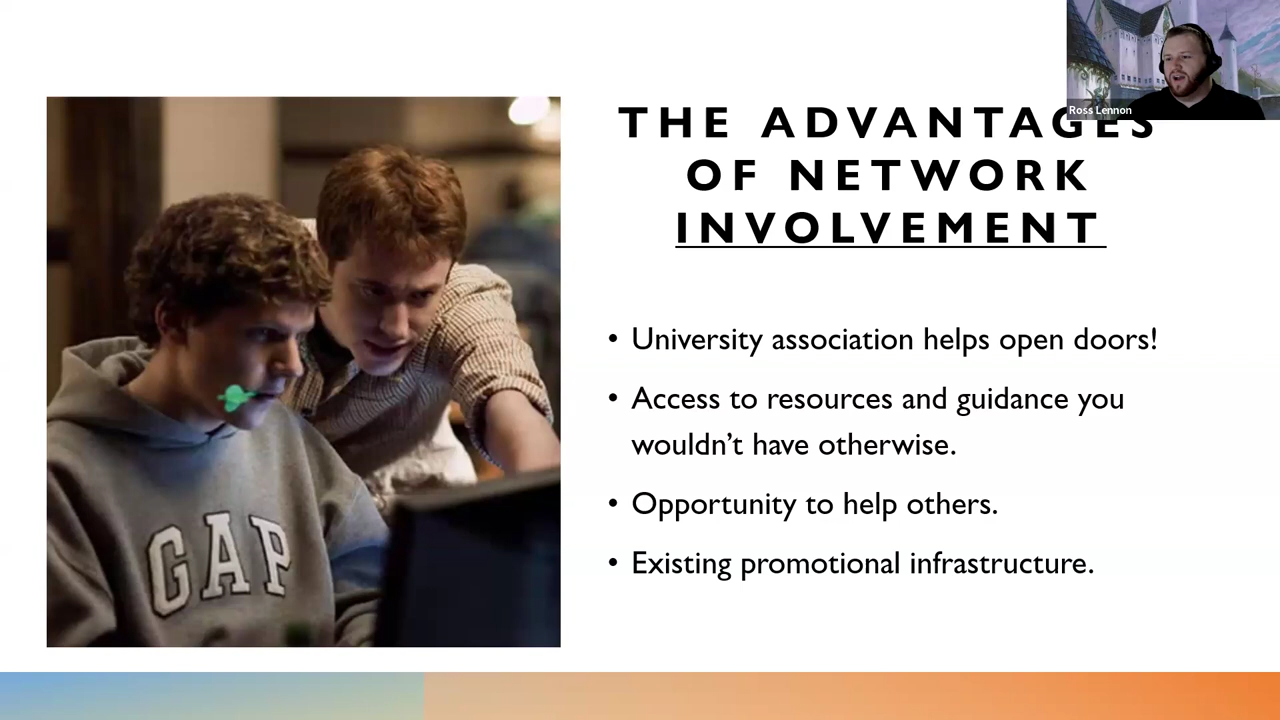 Ross Lennon
THE ADVANTAGES
OF NETWORK
INVOLVEMENT
• University association helps open doors!
• Access to resources and guidance you
wouldn’t have otherwise.
• Opportunity to help others.
• Existing promotional infrastructure.
GAP